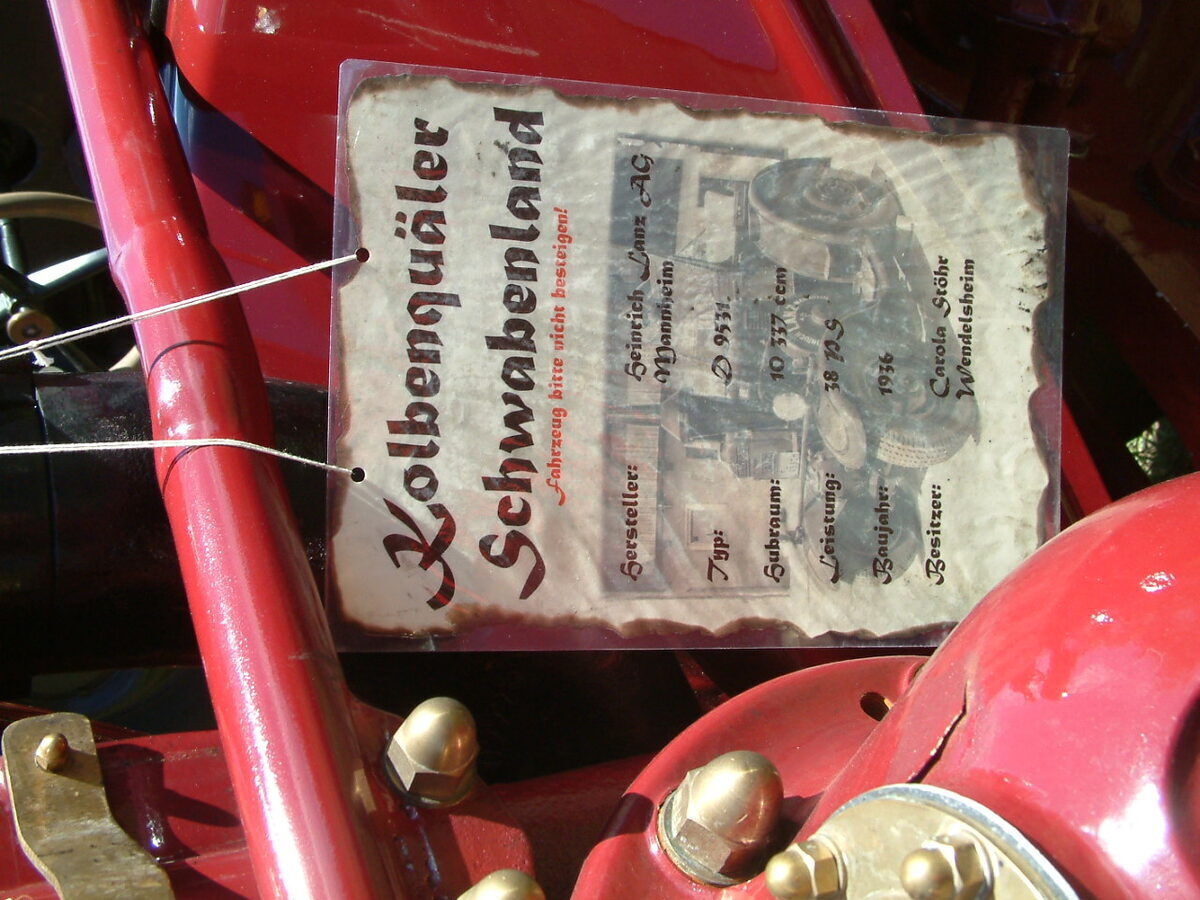 Kolbenquäler
Schwabenland
Fahrzeug bitte nicht besteigen!
Hersteller: Heinrich Lanz AG
Mannheim
Typ: D 9531
Hubraum: 10 337 ccm
Leistung: 38 PS
Baujahr: 1936
Besitzer: Carola Stöhr
Wendelsheim